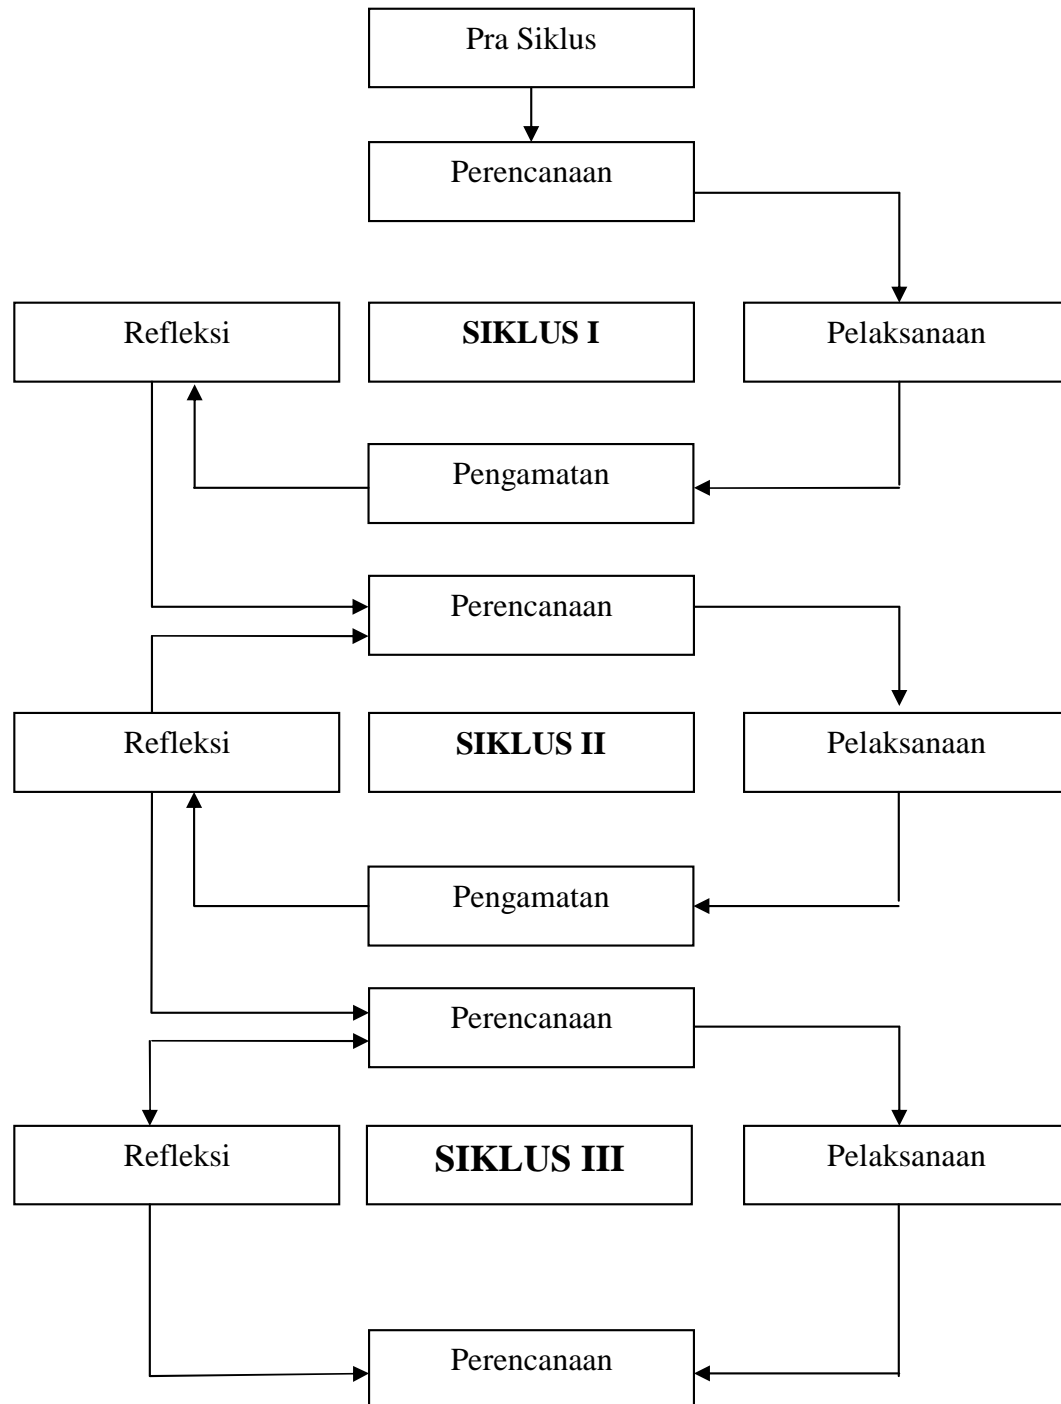 Pra Siklus
Perencanaan
Refleksi
SIKLUS I
Pelaksanaan
Pengamatan
Perencanaan
Refleksi
SIKLUS II
Pelaksanaan
Pengamatan
Perencanaan
Refleksi
SIKLUS III
Pelaksanaan
Perencanaan